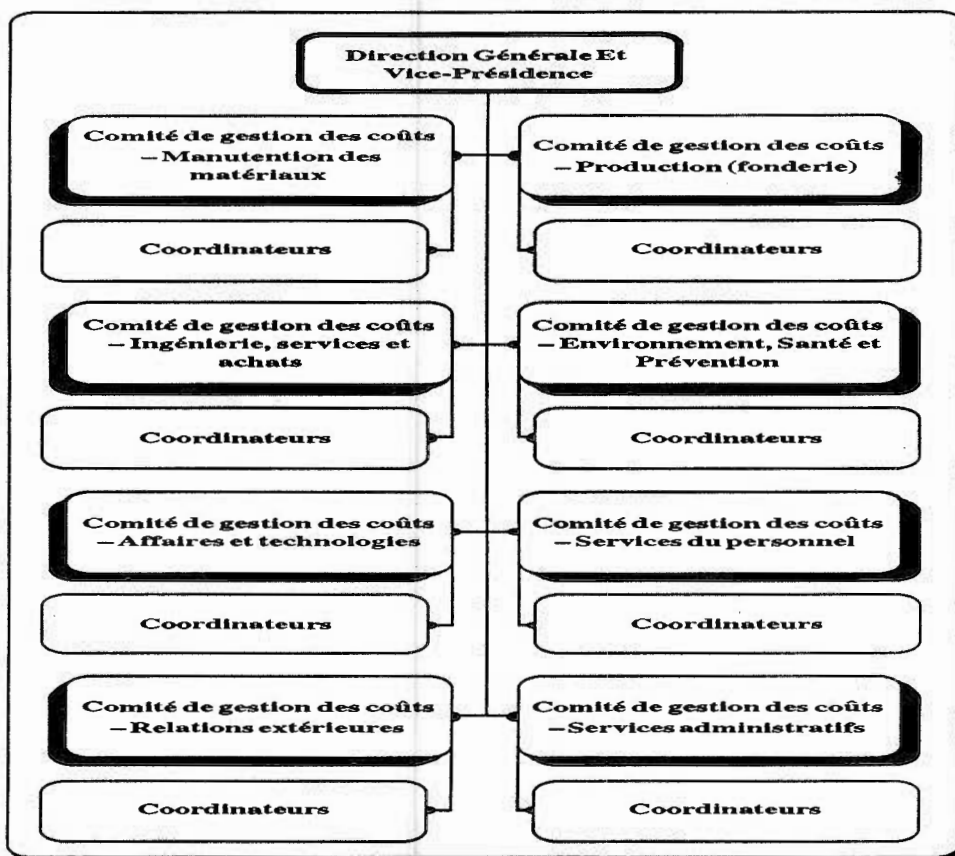 Direction Générale Et
Vice-Présidence
Comité de gestion des coûts
– Manutention des
matériaux
Comité de gestion des coûts
– Production (fonderie)
Coordinateurs
Coordinateurs
Comité de gestion des coûts
– Ingénierie, services et
achats
Comité de gestion des coûts
– Environnement, Santé et
Prévention
Coordinateurs
Coordinateurs
Comité de gestion des coûts
– Affaires et technologies
Comité de gestion des coûts
– Services du personnel
Coordinateurs
Coordinateurs
Comité de gestion des coûts
– Relations extérieures
Comité de gestion des coûts
– Services administratifs
Coordinateurs
Coordinateurs